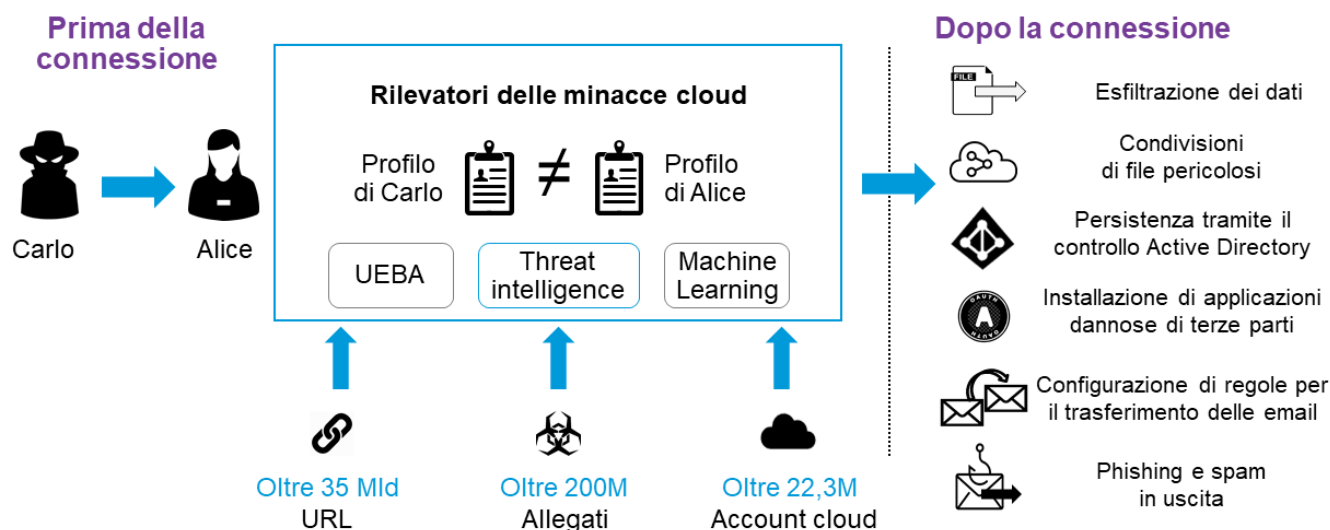 Prima della
connessione
Carlo
Alice
Rilevatori delle minacce cloud
Profilo
di Carlo
≠
Profilo
di Alice
UEBA
Threat
intelligence
Machine
Learning
Oltre 35 Mld
URL
Oltre 200M
Allegati
Oltre 22,3M
Account cloud
Dopo la connessione
FILE
Esfiltrazione dei dati
Condivisioni
di file pericolosi
Persistenza tramite il
controllo Active Directory
OAUTH
A
OAUTH
Installazione di applicazioni
dannose di terze parti
Configurazione di regole per
il trasferimento delle email
Phishing e spam
in uscita